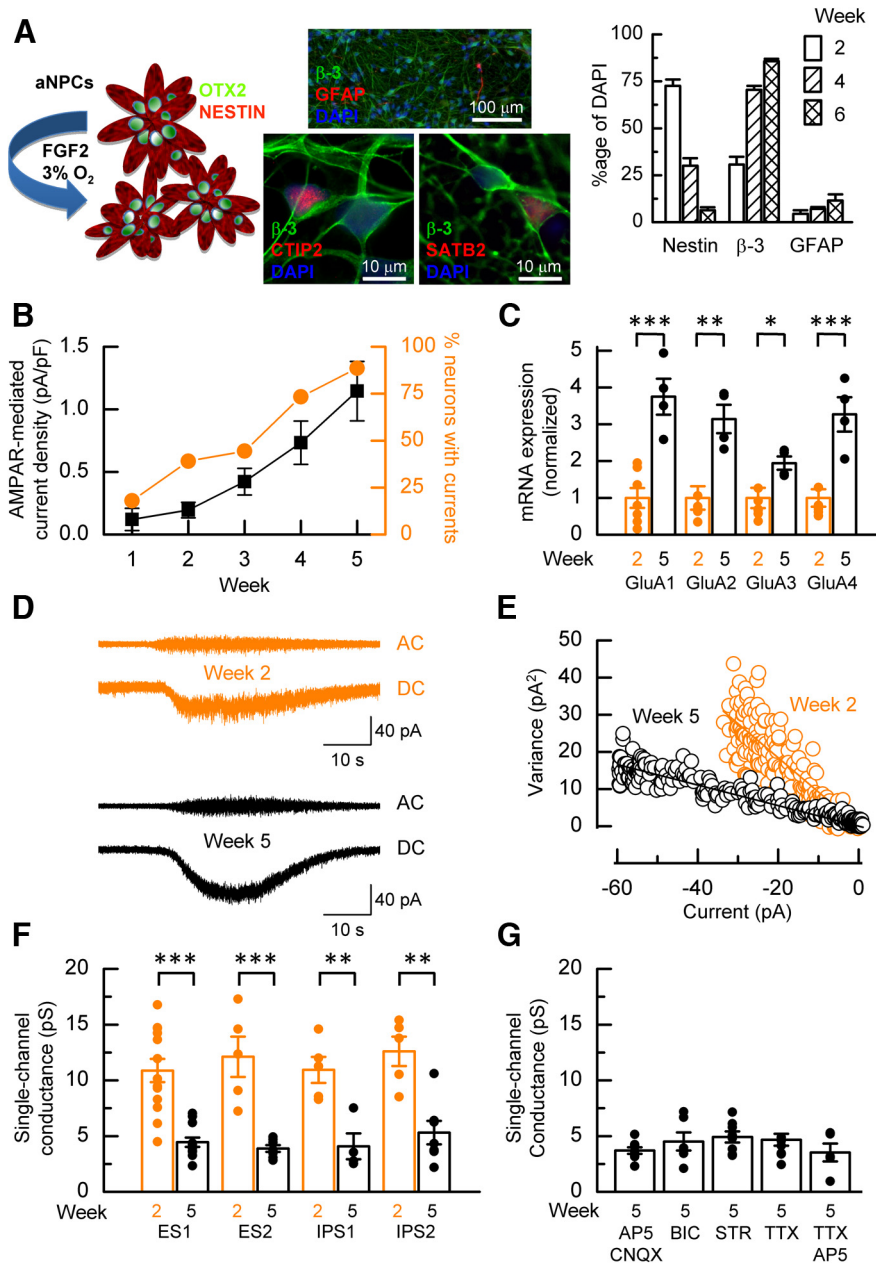 A
aNPCs
OTX2
NESTIN
FGF2
3% O2
β-3
GFAP
DAPI
100 μm
β-3
CTIP2
DAPI
10 μm
β-3
SATB2
DAPI
10 μm
%age of DAPI
75
50
25
0
Nestin β-3 GFAP
Week
2
4
6
B
AMPAR-mediated
current density (pA/pF)
1.5
1.0
0.5
0.0
1 2 3 4 5
Week
100
75
50
25
0
% neurons with currents
C
mRNA expression
(normalized)
5
4
3
2
1
0
*** ** * ***
Week 2 5 2 5 2 5 2 5
GluA1 GluA2 GluA3 GluA4
D
AC
Week 2
DC
40 pA
10 s
AC
Week 5
DC
40 pA
10 s
E
Variance (pA2)
50
40
30
20
10
0
Week 5
Week 2
-60 -40 -20 0
Current (pA)
F
Single-channel
conductance (pS)
20
15
10
5
0
*** *** ** **
Week 2 5 2 5 2 5 2 5
ES1 ES2 IPS1 IPS2
G
Single-channel
Conductance (pS)
20
15
10
5
0
Week 5 5 5 5 5
AP5 BIC STR TTX TTX
CNQX AP5